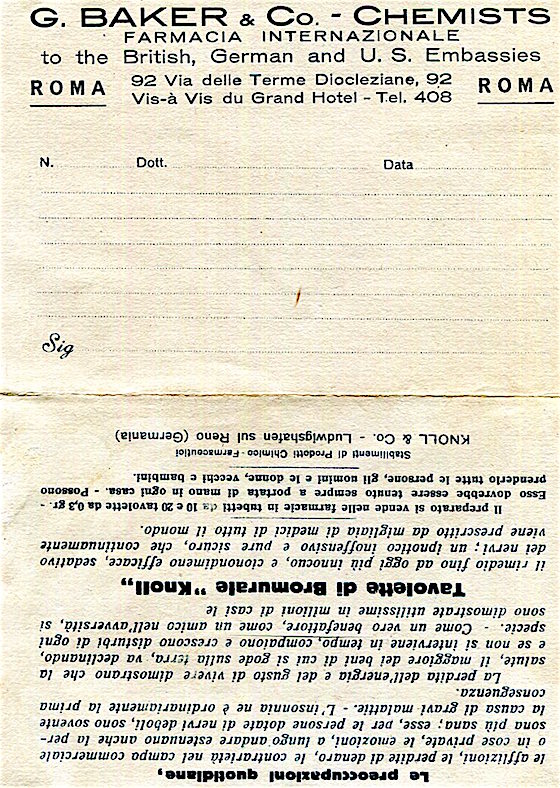 G. BAKER & Co. - CHEMISTS
FARMACIA INTERNAZIONALE
to the British, German and U. S. Embassies
ROMA 92 Via delle Terme Diocleziane, 92 ROMA
Vis-à Vis du Grand Hotel - Tel. 408
N. Dott. Data
Sig
Le preoccupazioni quotidiane,
le afflizioni, le perdite di denaro, le contrarietà nel campo commerciale
o in cose private, le emozioni, a lungo andare estenuano anche la per-
sona più sana; esse, per le persone dotate di nervi deboli, sono sovente
la causa di gravi malattie. - L'insonnia ne è ordinariamente la prima
conseguenza.
La perdita dell'energia e del gusto di vivere dimostrano che la
salute, il maggiore dei beni di cui si gode sulla terra, va declinando,
e se non si interviene in tempo, compaiono e crescono disturbi di ogni
specie. - Come un vero benefattore, come un amico nell'avversità, si
sono dimostrate utilissime in milioni di casi le
Tavolette di Bromurale "Knoll,,
il rimedio fino ad oggi più innocuo, e ciononDimeno efficace, sedativo
dei nervi; un ipnotico inoffensivo e pure sicuro, che continuamente
viene prescritto da migliaia di medici di tutto il mondo.
Il preparato si vende nelle farmacie in tubetti da 10 e 20 tavolette da 0,3 gr. -
Esso dovrebbe essere tenuto sempre a portata di mano in ogni casa. - Possono
prenderlo tutte le persone, gli uomini e le donne, vecchi e bambini.
Stabilimenti di Prodotti Chimico - Farmaceutici
KNOLL & Co. - Ludwigshafen sul Reno (Germania)